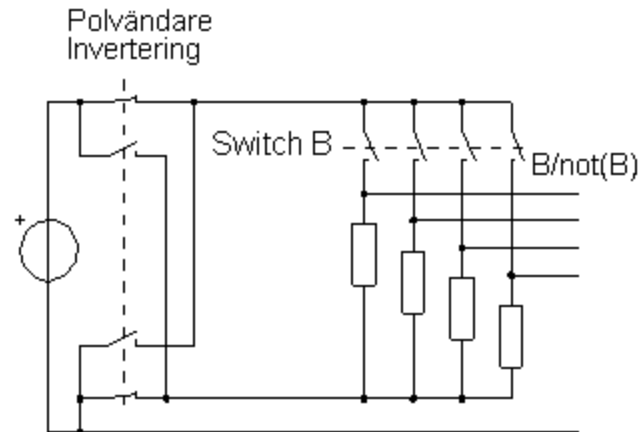 Polvändare
Invertering
Switch B
B/not(B)
+